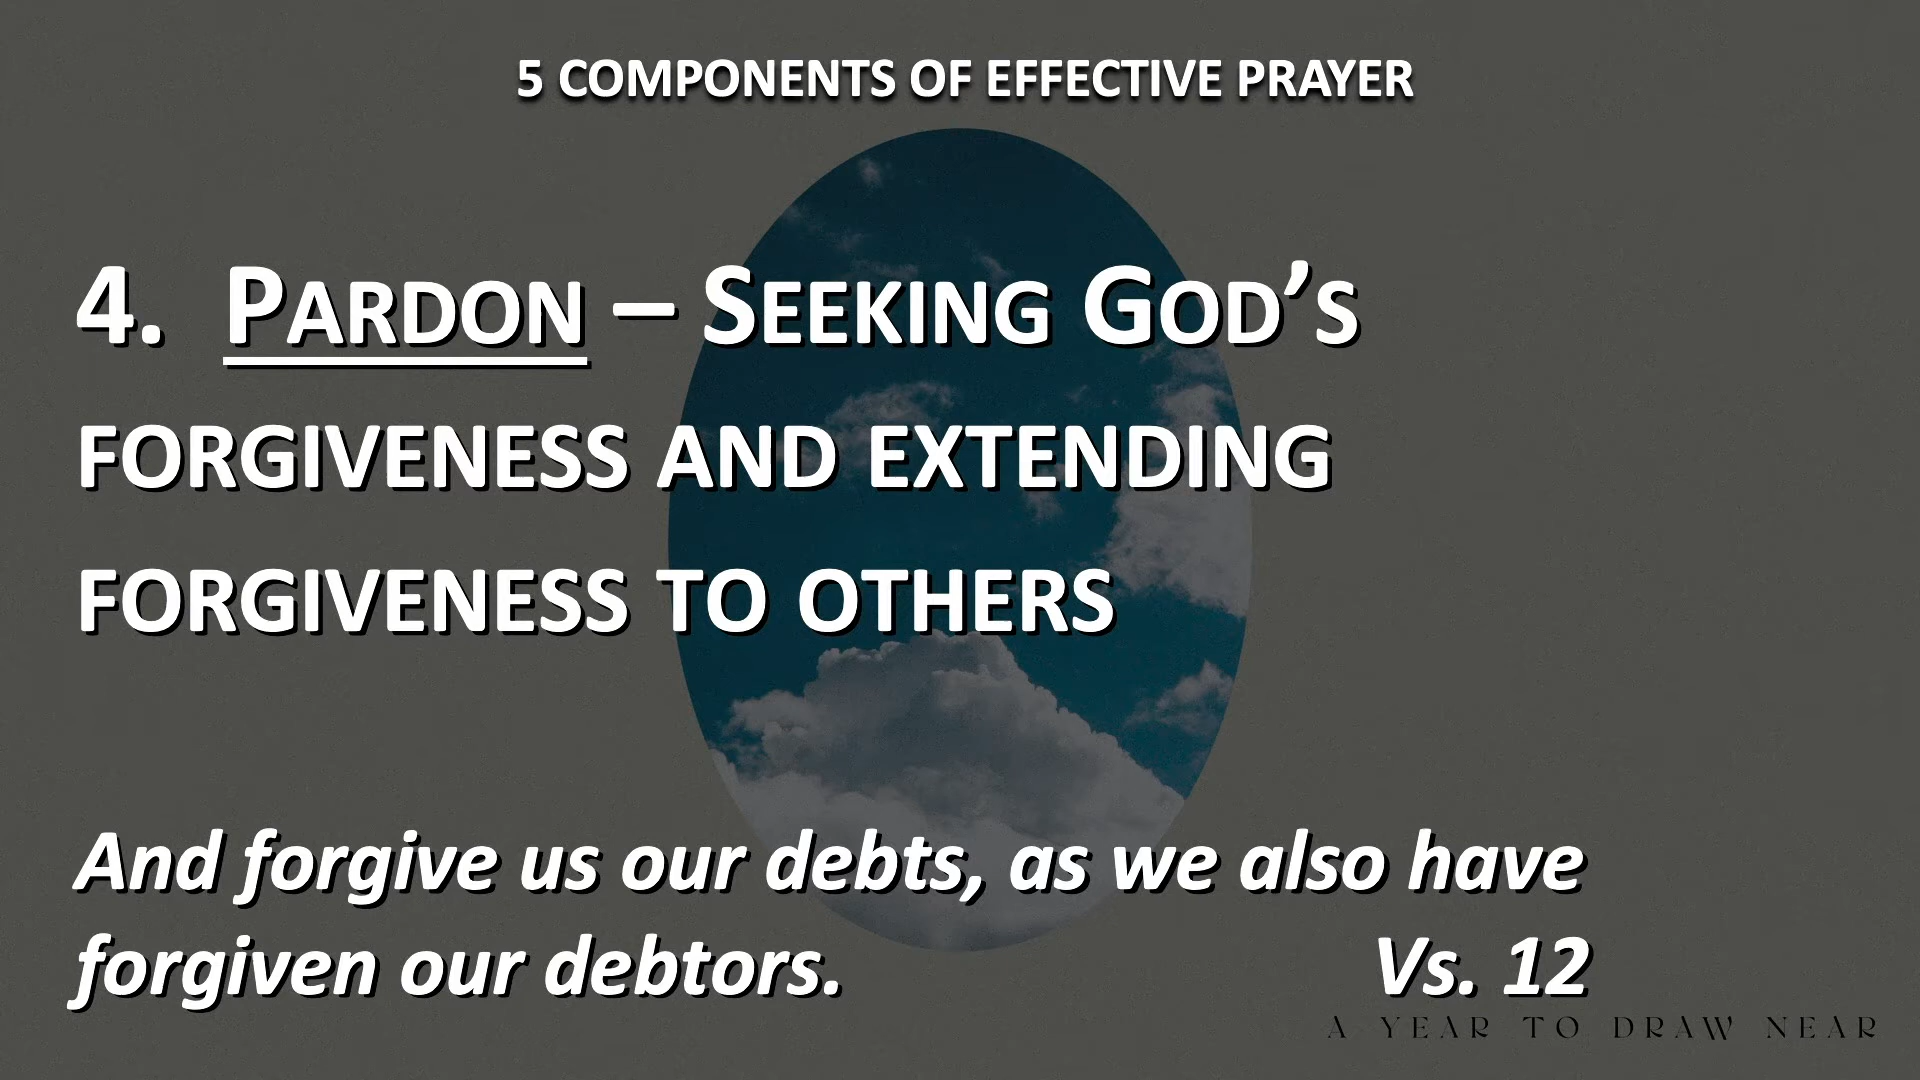 5 COMPONENTS OF EFFECTIVE PRAYER
4. PARDON – SEEKING GOD’S
FORGIVENESS AND EXTENDING
FORGIVENESS TO OTHERS
And forgive us our debts, as we also have
forgiven our debtors. Vs. 12
A YEAR TO DRAW NEAR